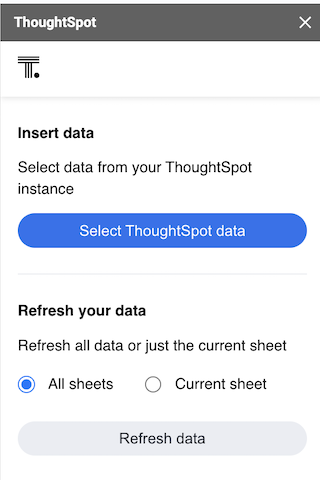 ThoughtSpot
Insert data
Select data from your ThoughtSpot
instance
Select ThoughtSpot data
Refresh your data
Refresh all data or just the current sheet
All sheets
Current sheet
Refresh data